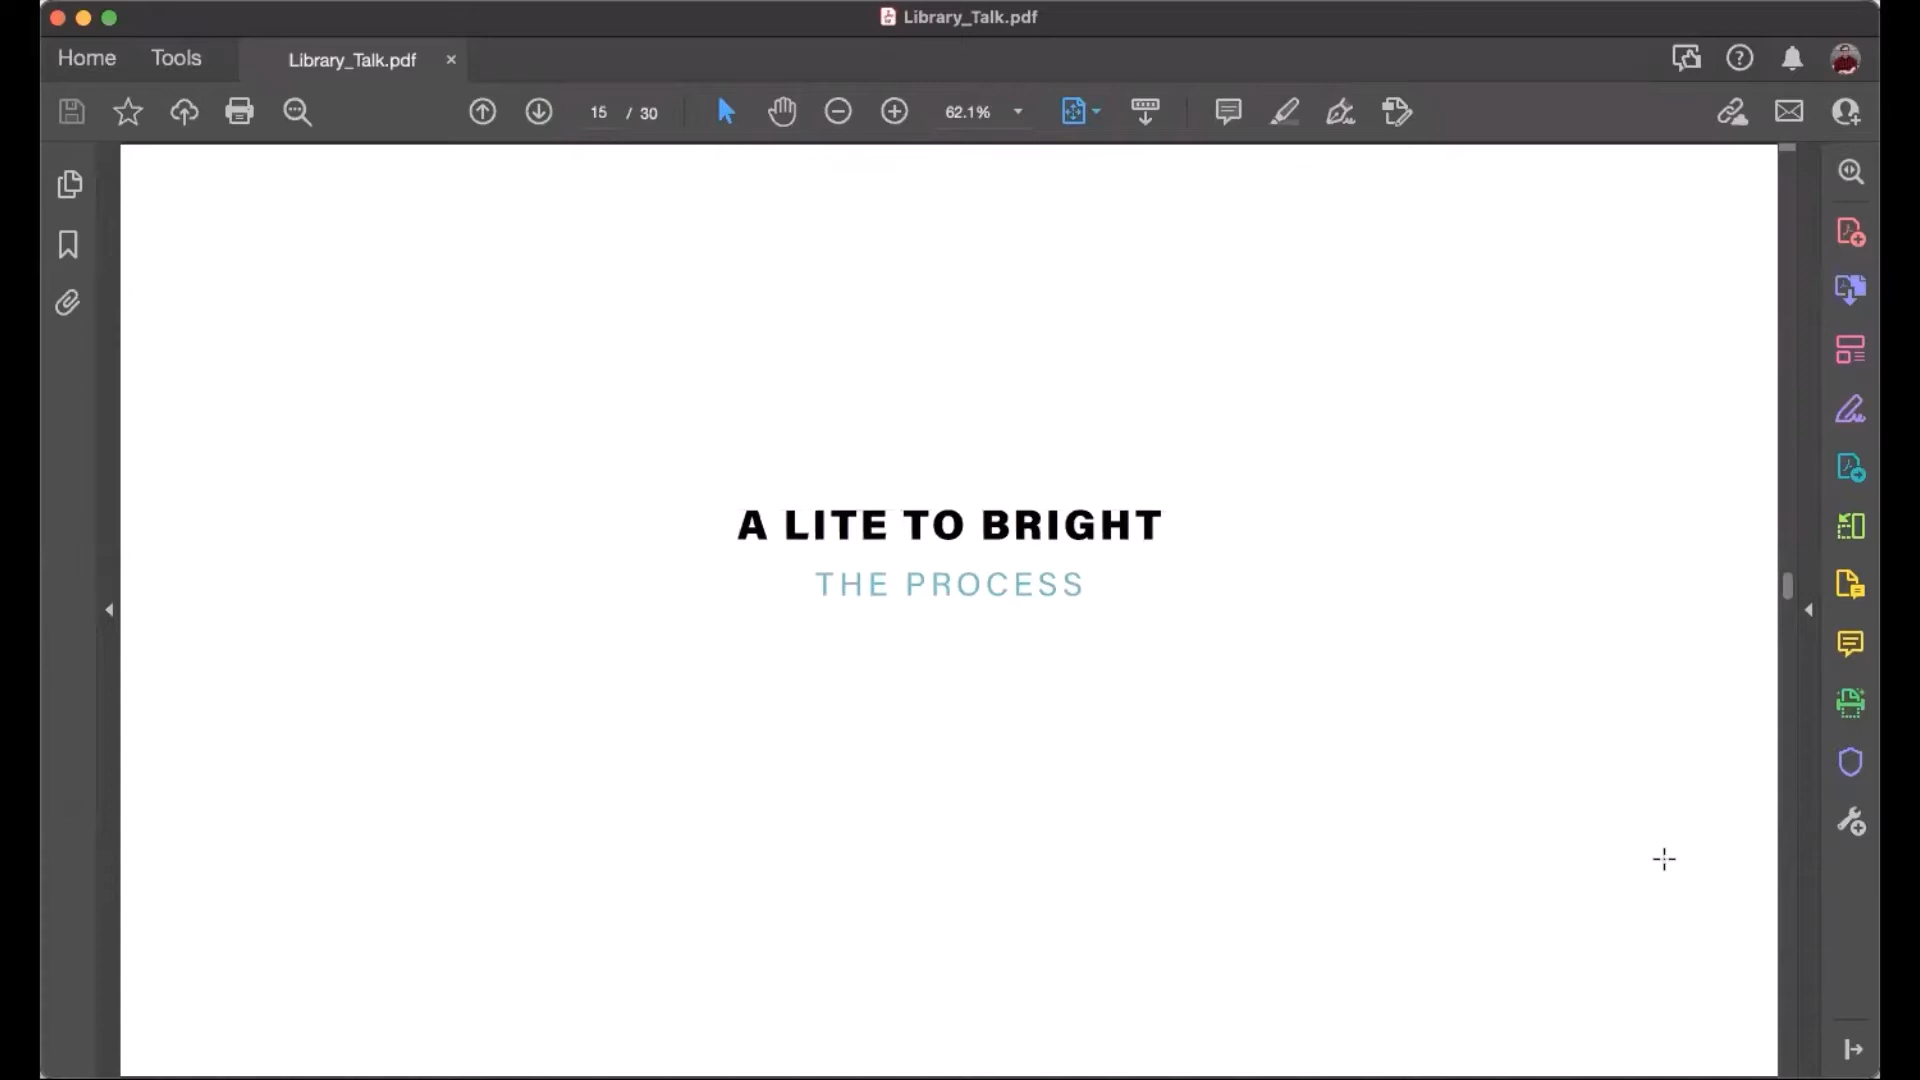 Library_Talk.pdf
Home Tools Library_Talk.pdf ×
15 / 30 62.1%
A LITE TO BRIGHT
THE PROCESS